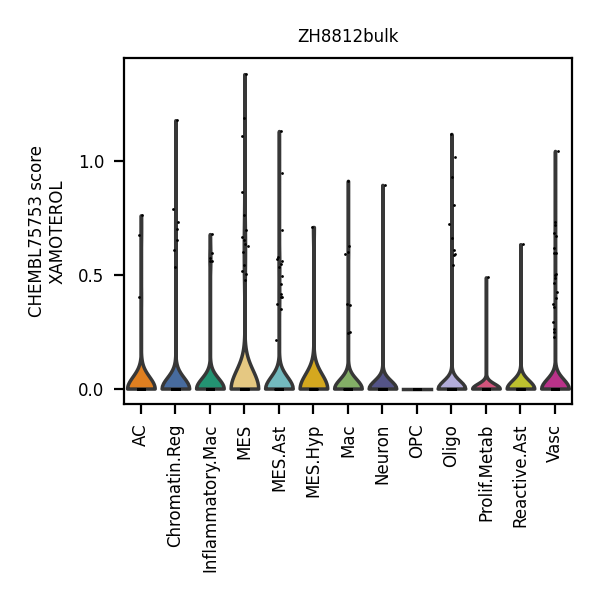 ZH8812bulk
CHEMBL75753 score
XAMOTEROL
1.0
0.5
0.0
AC
Chromatin.Reg
Inflammatory.Mac
MES
MES.Ast
MES.Hyp
Mac
Neuron
OPC
Oligo
Prolif.Metab
Reactive.Ast
Vasc